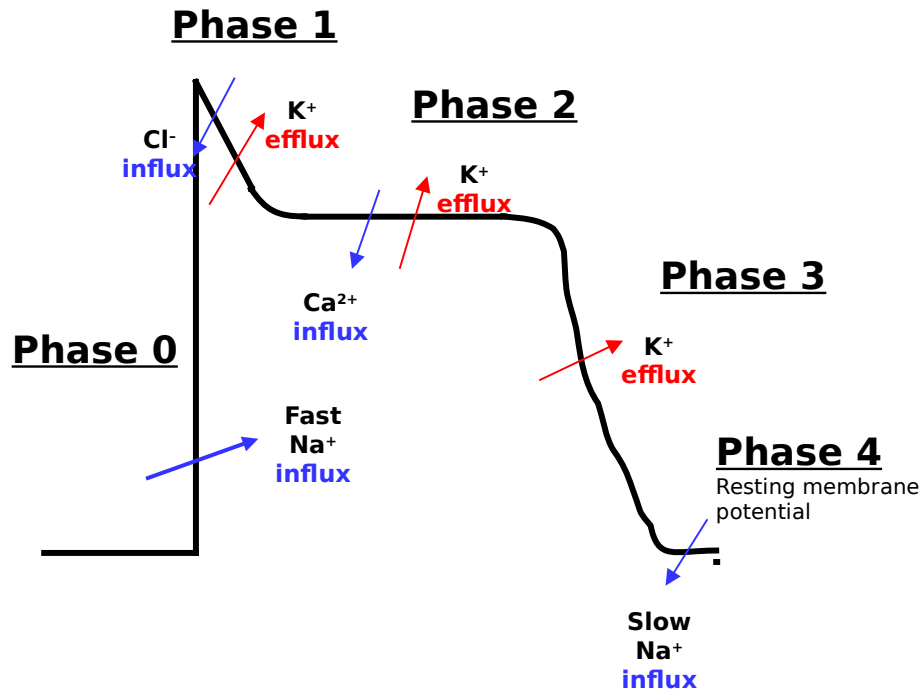 Phase 1
Cl⁻
influx
K⁺
efflux
Phase 2
K⁺
efflux
Ca²⁺
influx
Phase 0
Fast
Na⁺
influx
Phase 3
K⁺
efflux
Phase 4
Resting membrane
potential
Slow
Na⁺
influx